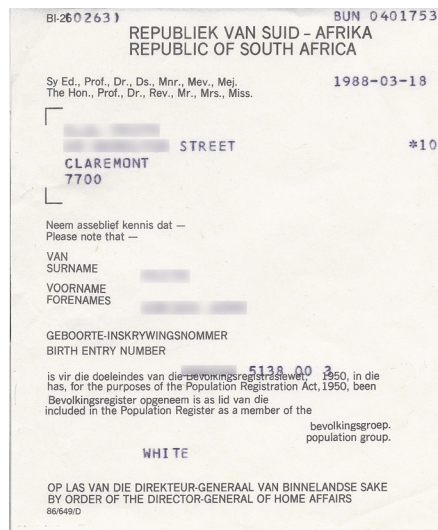 BI-260263)
BUN 0401753
REPUBLIEK VAN SUID – AFRIKA
REPUBLIC OF SOUTH AFRICA
Sy Ed., Prof., Dr., Ds., Mnr., Mev., Mej.
The Hon., Prof., Dr., Rev., Mr., Mrs., Miss.
1988-03-18
STREET
*10
CLAREMONT
7700
Neem asseblief kennis dat —
Please note that —
VAN
SURNAME
VOORNAME
FORENAMES
GEBOORTE-INSKRYWINGSNOMMER
BIRTH ENTRY NUMBER
5138 00 3
is vir die doeleindes van die Bevolkingsregistrasiewet, 1950, in die
has, for the purposes of the Population Registration Act, 1950, been
Bevolkingsregister opgeneem is as lid van die
included in the Population Register as a member of the
bevolkingsgroep.
population group.
WHITE
OP LAS VAN DIE DIREKTEUR-GENERAAL VAN BINNELANDSE SAKE
BY ORDER OF THE DIRECTOR-GENERAL OF HOME AFFAIRS
86/649/D